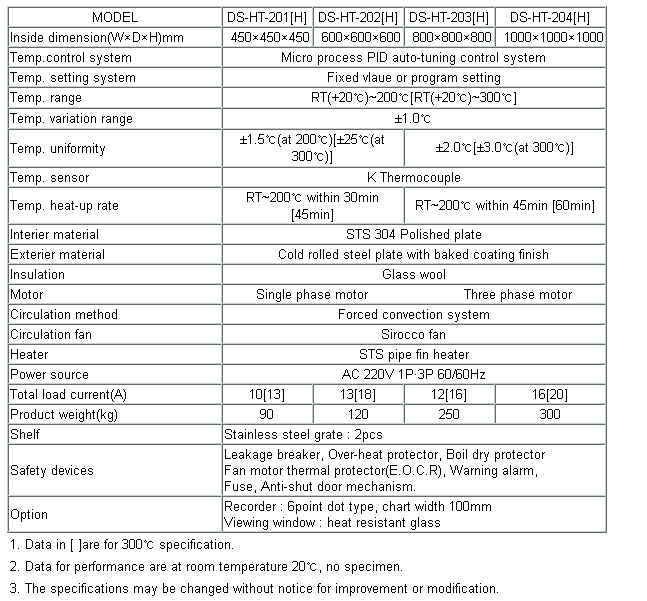 MODEL DS-HT-201[H] DS-HT-202[H] DS-HT-203[H] DS-HT-204[H]
Inside dimension(W×D×H)mm 450×450×450 600×600×600 800×800×800 1000×1000×1000
Temp.control system Micro process PID auto-tuning control system
Temp. setting system Fixed vlaue or program setting
Temp. range RT(+20℃)~200℃[RT(+20℃)~300℃]
Temp. variation range ±1.0℃
Temp. uniformity ±1.5℃(at 200℃)[±25℃(at
300℃)] ±2.0℃[±3.0℃(at 300℃)]
Temp. sensor K Thermocouple
Temp. heat-up rate RT~200℃ within 30min
[45min] RT~200℃ within 45min [60min]
Interier material STS 304 Polished plate
Exterier material Cold rolled steel plate with baked coating finish
Insulation Glass wool
Motor Single phase motor Three phase motor
Circulation method Forced convection system
Circulation fan Sirocco fan
Heater STS pipe fin heater
Power source AC 220V 1P·3P 60/60Hz
Total load current(A) 10[13] 13[18] 12[16] 16[20]
Product weight(kg) 90 120 250 300
Shelf Stainless steel grate : 2pcs
Safety devices Leakage breaker, Over-heat protector, Boil dry protector
Fan motor thermal protector(E.O.C.R), Warning alarm,
Fuse, Anti-shut door mechanism.
Option Recorder : 6point dot type, chart width 100mm
Viewing window : heat resistant glass
1. Data in [ ]are for 300℃ specification.
2. Data for performance are at room temperature 20℃, no specimen.
3. The specifications may be changed without notice for improvement or modification.